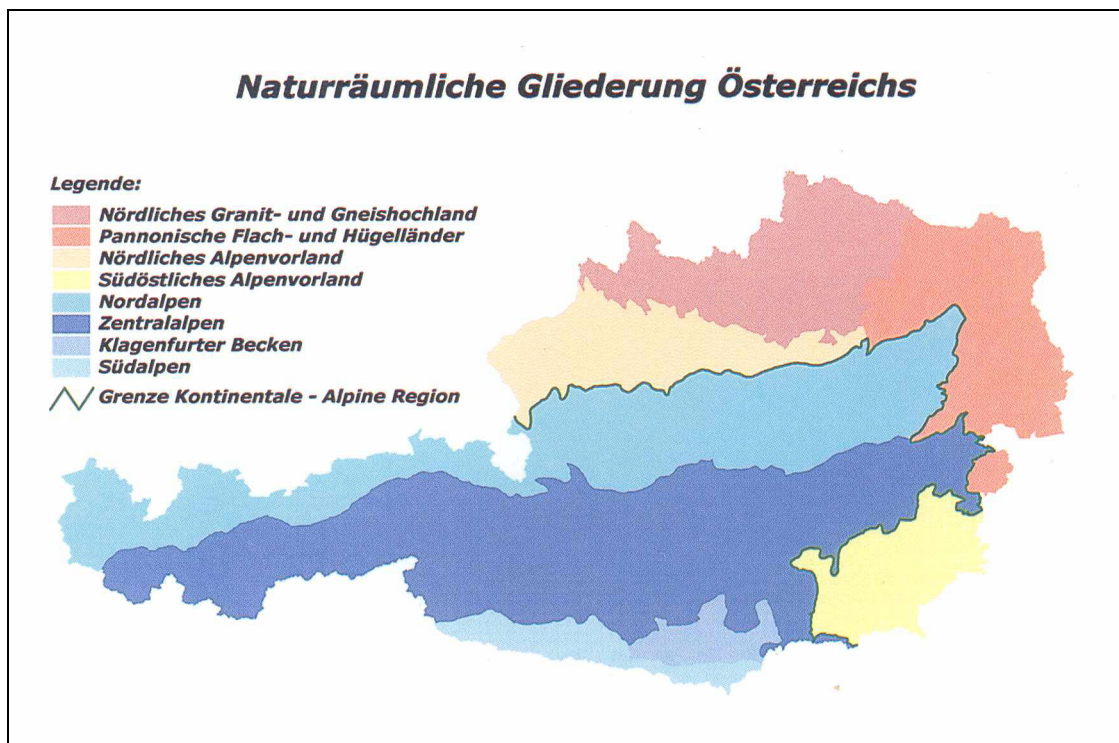 Naturräumliche Gliederung Österreichs
Legende:
Nördliches Granit- und Gneishochland
Pannonische Flach- und Hügelländer
Nördliches Alpenvorland
Südöstliches Alpenvorland
Nordalpen
Zentralalpen
Klagenfurter Becken
Südalpen
Grenze Kontinentale - Alpine Region